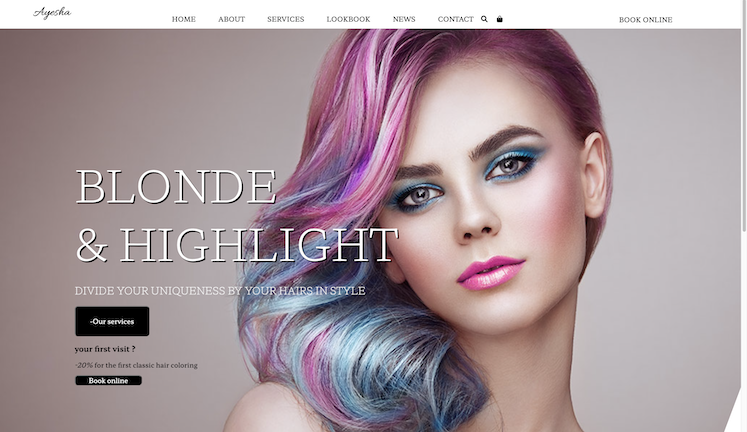 Ayesha
HOME ABOUT SERVICES LOOKBOOK NEWS CONTACT
BOOK ONLINE
BLONDE
& HIGHLIGHT
DIVIDE YOUR UNIQUENESS BY YOUR HAIRS IN STYLE
-Our services
your first visit ?
-20% for the first classic hair coloring
Book online